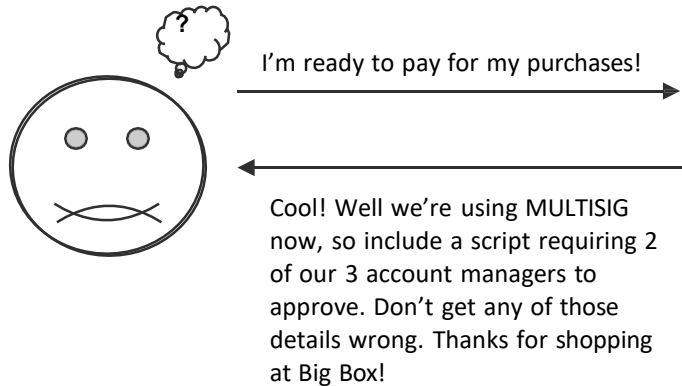 ?
I’m ready to pay for my purchases!
Cool! Well we’re using MULTISIG
now, so include a script requiring 2
of our 3 account managers to
approve. Don’t get any of those
details wrong. Thanks for shopping
at Big Box!